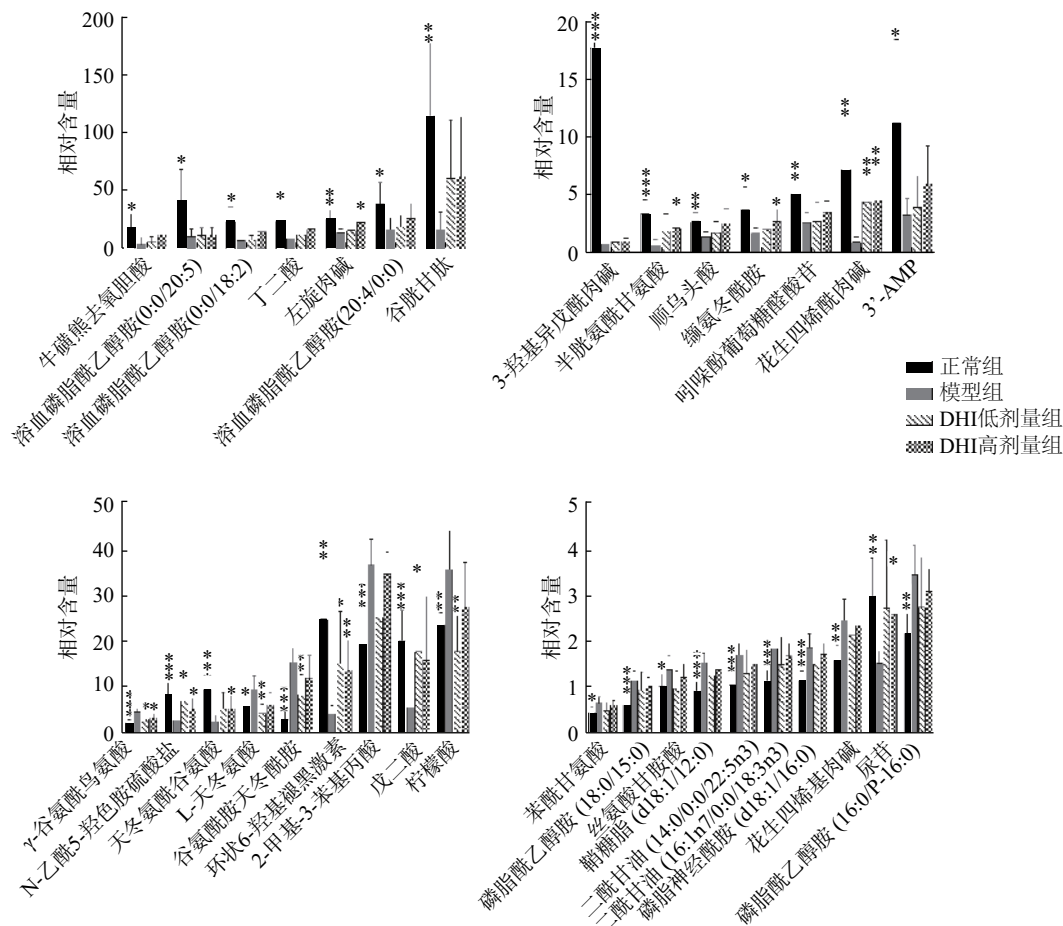 200
150
100
50
0
相对含量
* * * * ** * * **
牛磺熊去氧胆酸
溶血磷脂酰乙醇胺(0:0/20:5)
溶血磷脂酰乙醇胺(0:0/18:2)
丁二酸
左旋肉碱
溶血磷脂酰乙醇胺(20:4/0:0)
谷胱甘肽
20
15
10
5
0
相对含量
*** *** * ** * * ** ** ** ** *
3-羟基异戊酰肉碱
半胱氨酰甘氨酸
顺乌头酸
缬氨冬酰胺
吲哚酚葡萄糖醛酸苷
花生四烯酰肉碱
3’-AMP
正常组
模型组
DHI低剂量组
DHI高剂量组
50
40
30
20
10
0
相对含量
γ-谷氨酰鸟氨酸
N-乙酰5-羟色胺硫酸盐
天冬氨酰谷氨酸
L-天冬氨酸
谷氨酰胺天冬酰胺
环状6-羟基褪黑激素
2-甲基-3-苯基丙酸
戊二酸
柠檬酸
5
4
3
2
1
0
相对含量
苯酰甘氨酸
磷脂酰乙醇胺 (18:0/15:0)
丝氨酸甘胺酸
鞘糖脂 (d18:1/12:0)
二酰甘油 (14:0/0:0/22:5n3)
二酰甘油 (16:1n7/0:0/18:3n3)
磷脂神经酰胺 (d18:1/16:0)
花生四烯基肉碱
尿苷
磷脂酰乙醇胺 (16:0/P-16:0)